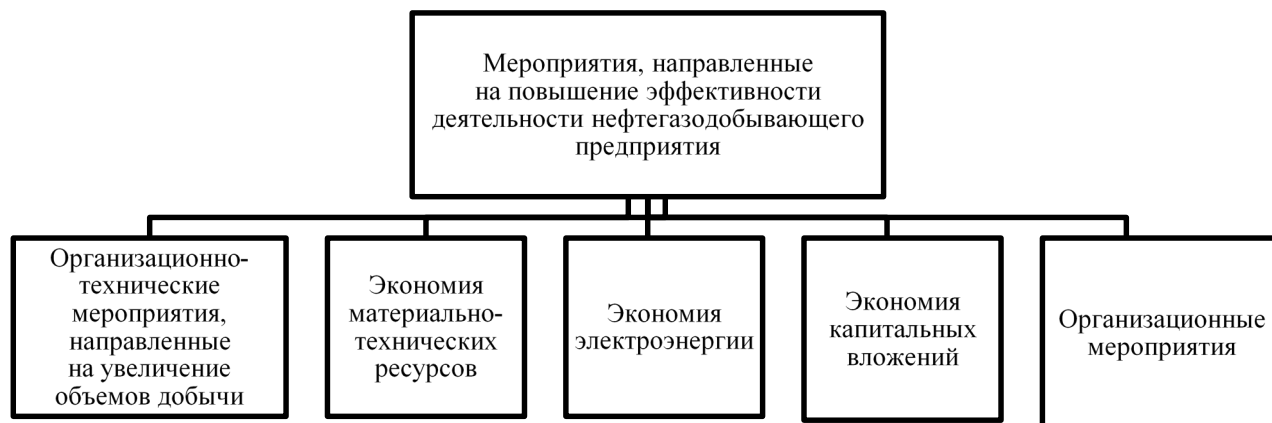 Мероприятия, направленные
на повышение эффективности
деятельности нефтегазодобывающего
предприятия
Организационно-
технические
мероприятия,
направленные
на увеличение
объемов добычи
Экономия
материально-
технических
ресурсов
Экономия
электроэнергии
Экономия
капитальных
вложений
Организационные
мероприятия